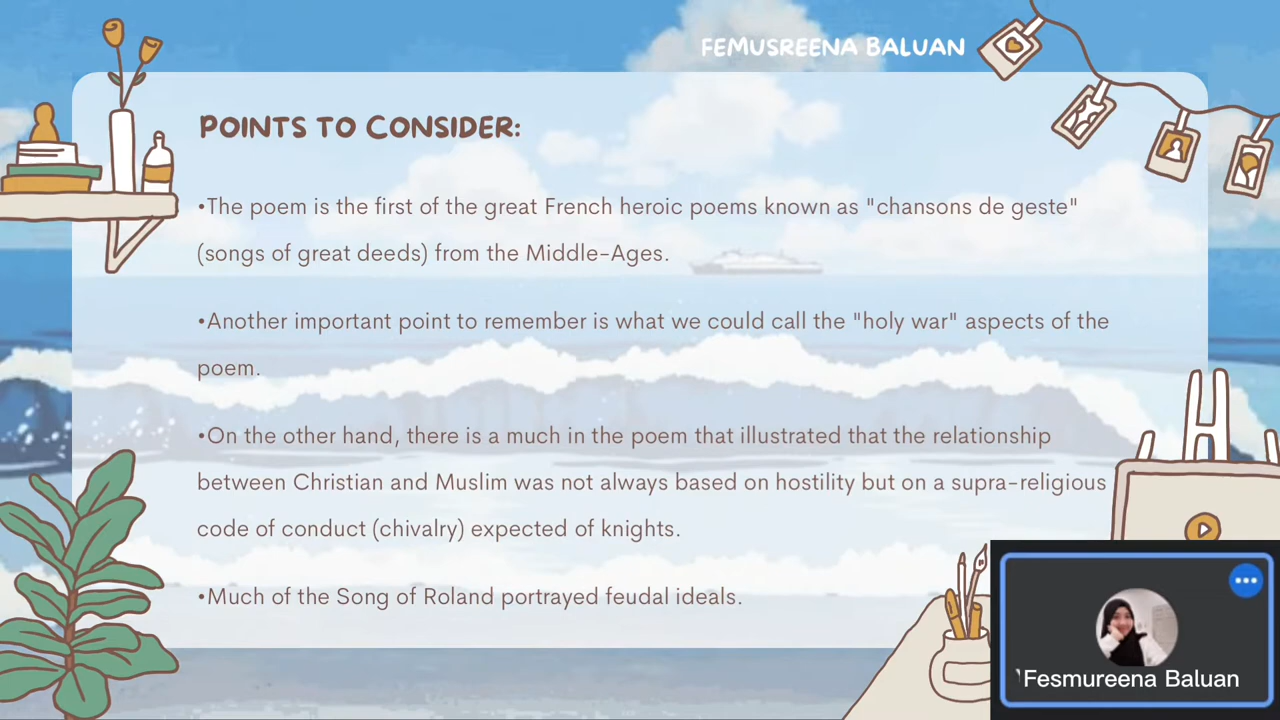 FEMUSREENA BALUAN
POINTS TO CONSIDER:
•The poem is the first of the great French heroic poems known as "chansons de geste"
(songs of great deeds) from the Middle-Ages.
•Another important point to remember is what we could call the "holy war" aspects of the
poem.
•On the other hand, there is a much in the poem that illustrated that the relationship
between Christian and Muslim was not always based on hostility but on a supra-religious
code of conduct (chivalry) expected of knights.
•Much of the Song of Roland portrayed feudal ideals.
Fesmureena Baluan